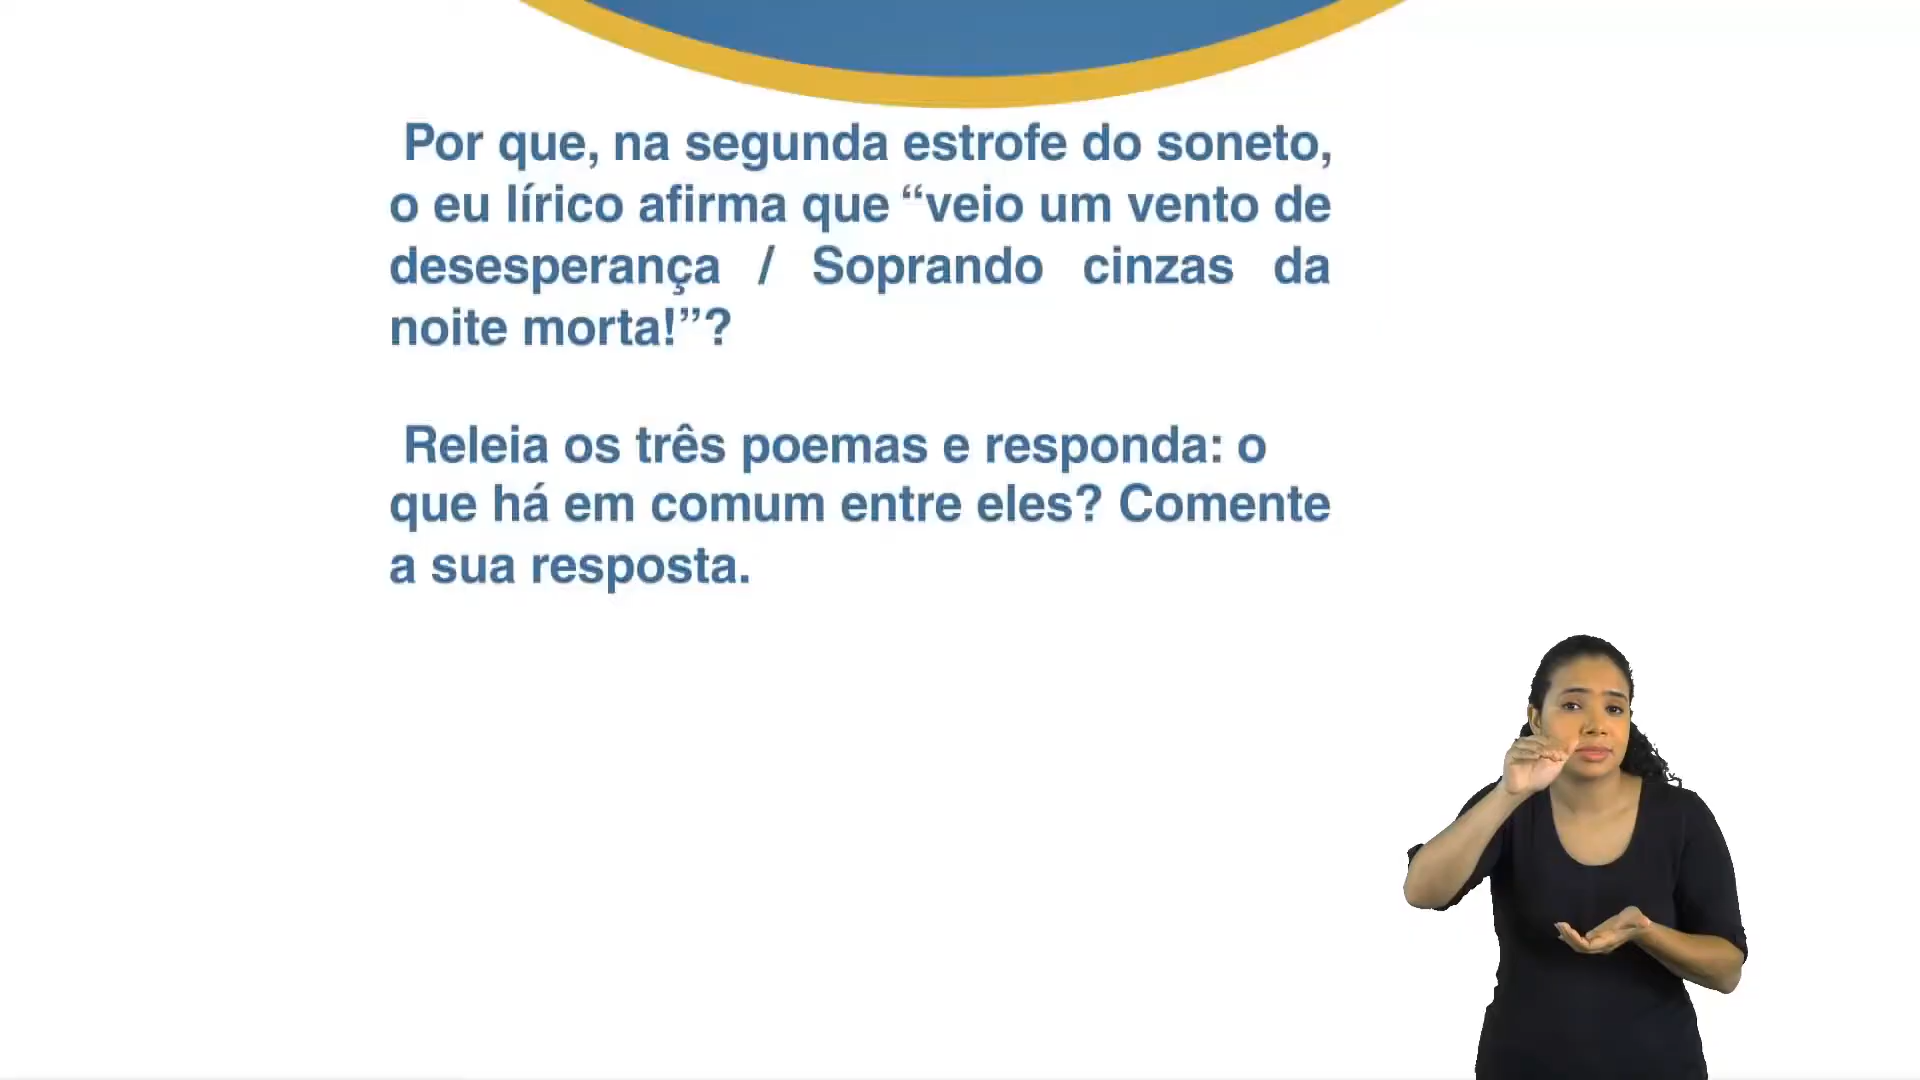 Por que, na segunda estrofe do soneto,
o eu lírico afirma que “veio um vento de
desesperança / Soprando cinzas da
noite morta!”?
Releia os três poemas e responda: o
que há em comum entre eles? Comente
a sua resposta.